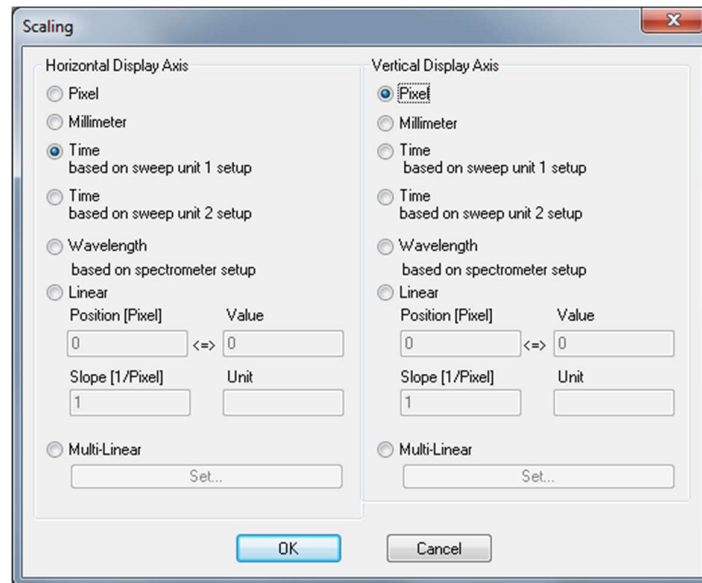 Scaling
Horizontal Display Axis
Pixel
Millimeter
Time
based on sweep unit 1 setup
Time
based on sweep unit 2 setup
Wavelength
based on spectrometer setup
Linear
Position [Pixel] Value
0 <=> 0
Slope [1/Pixel] Unit
1
Multi-Linear
Set...
Vertical Display Axis
Pixel
Millimeter
Time
based on sweep unit 1 setup
Time
based on sweep unit 2 setup
Wavelength
based on spectrometer setup
Linear
Position [Pixel] Value
0 <=> 0
Slope [1/Pixel] Unit
1
Multi-Linear
Set...
OK Cancel